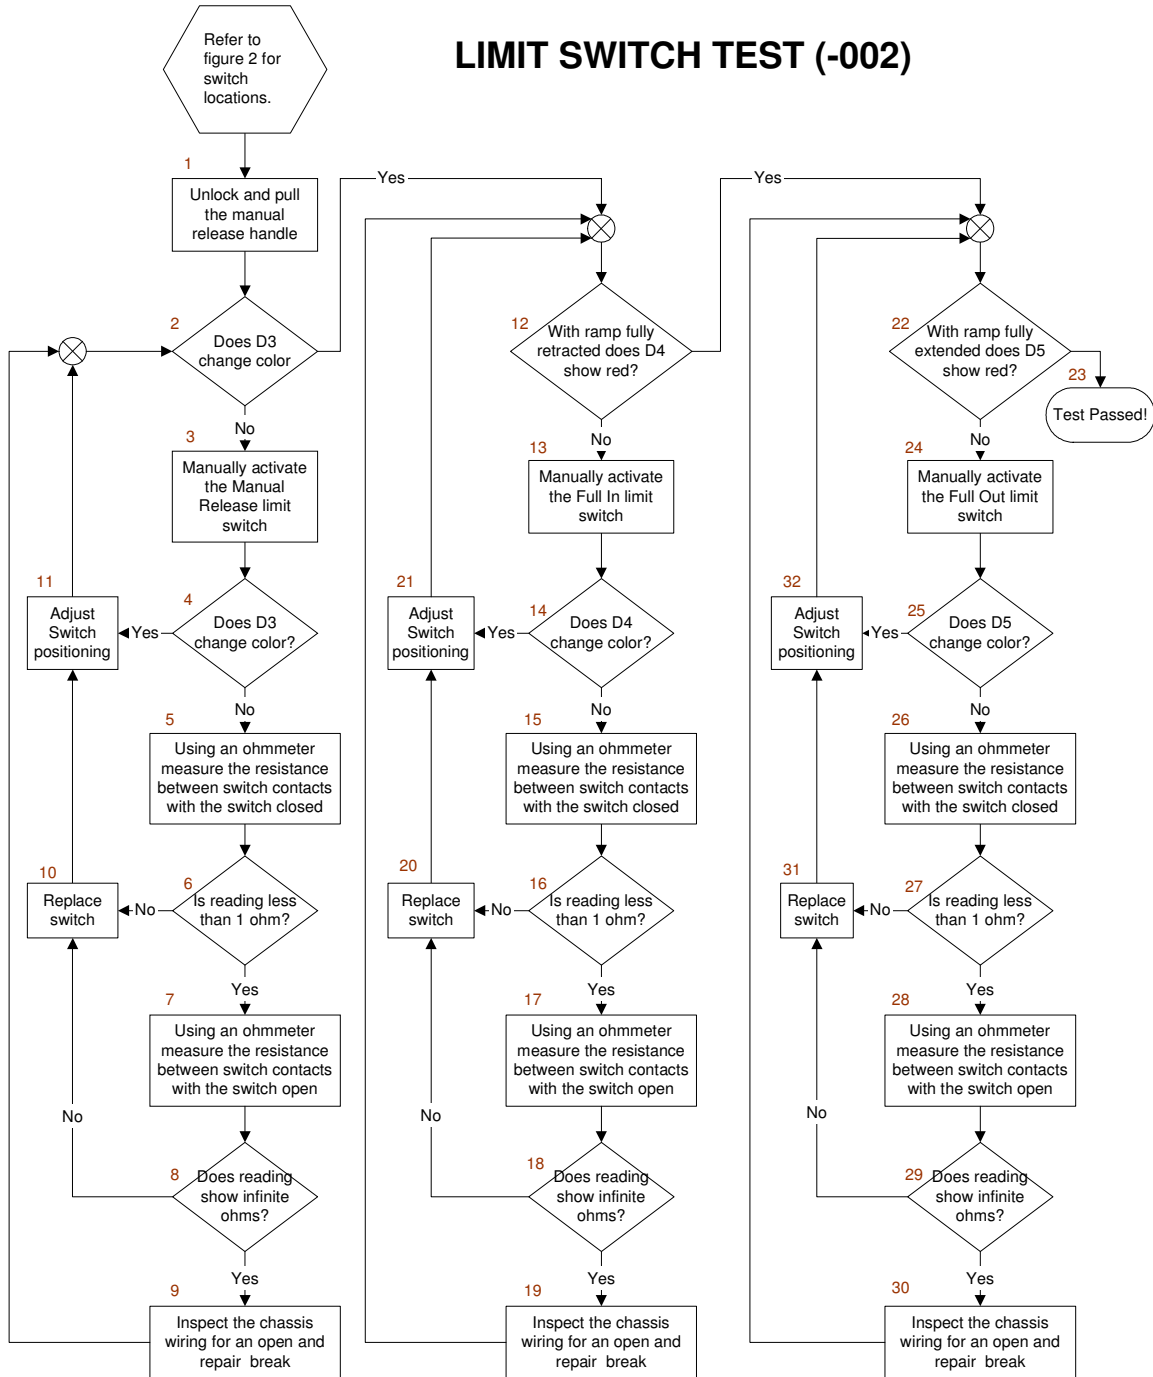 Refer to
figure 2 for
switch
locations.
LIMIT SWITCH TEST (-002)
1
Unlock and pull
the manual
release handle
Yes
Yes
2
Does D3
change color
12
With ramp fully
retracted does D4
show red?
22
With ramp fully
extended does D5
show red?
23
Test Passed!
No
No
No
3
Manually activate
the Manual
Release limit
switch
13
Manually activate
the Full In limit
switch
24
Manually activate
the Full Out limit
switch
11
Adjust
Switch
positioning
Yes
4
Does D3
change color?
21
Adjust
Switch
positioning
Yes
14
Does D4
change color?
32
Adjust
Switch
positioning
Yes
25
Does D5
change color?
No
No
No
5
Using an ohmmeter
measure the resistance
between switch contacts
with the switch closed
15
Using an ohmmeter
measure the resistance
between switch contacts
with the switch closed
26
Using an ohmmeter
measure the resistance
between switch contacts
with the switch closed
10
Replace
switch
No
6
Is reading less
than 1 ohm?
20
Replace
switch
No
16
Is reading less
than 1 ohm?
31
Replace
switch
No
27
Is reading less
than 1 ohm?
Yes
Yes
Yes
7
Using an ohmmeter
measure the resistance
between switch contacts
with the switch open
17
Using an ohmmeter
measure the resistance
between switch contacts
with the switch open
28
Using an ohmmeter
measure the resistance
between switch contacts
with the switch open
No
No
No
8
Does reading
show infinite
ohms?
18
Does reading
show infinite
ohms?
29
Does reading
show infinite
ohms?
Yes
Yes
Yes
9
Inspect the chassis
wiring for an open and
repair break
19
Inspect the chassis
wiring for an open and
repair break
30
Inspect the chassis
wiring for an open and
repair break